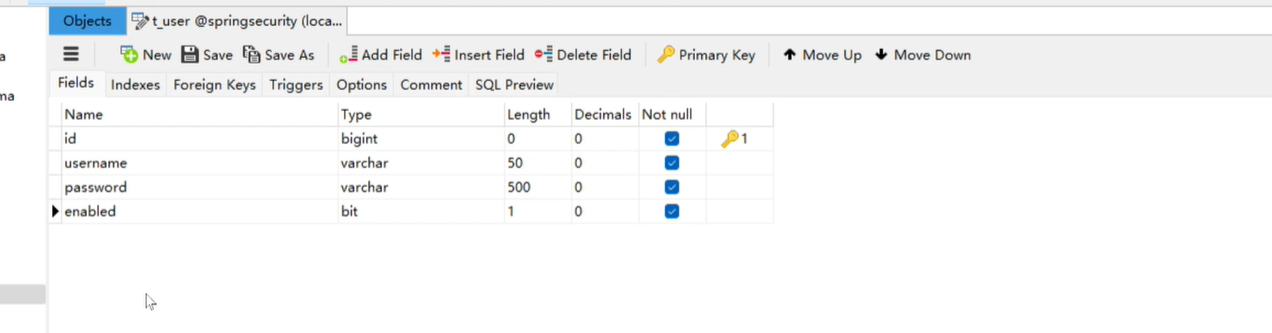 Objects t_user @springsecurity (loca...
New Save Save As Add Field Insert Field Delete Field Primary Key Move Up Move Down
Fields Indexes Foreign Keys Triggers Options Comment SQL Preview
Name Type Length Decimals Not null
id bigint 0 0 1
username varchar 50 0
password varchar 500 0
enabled bit 1 0
a
ma